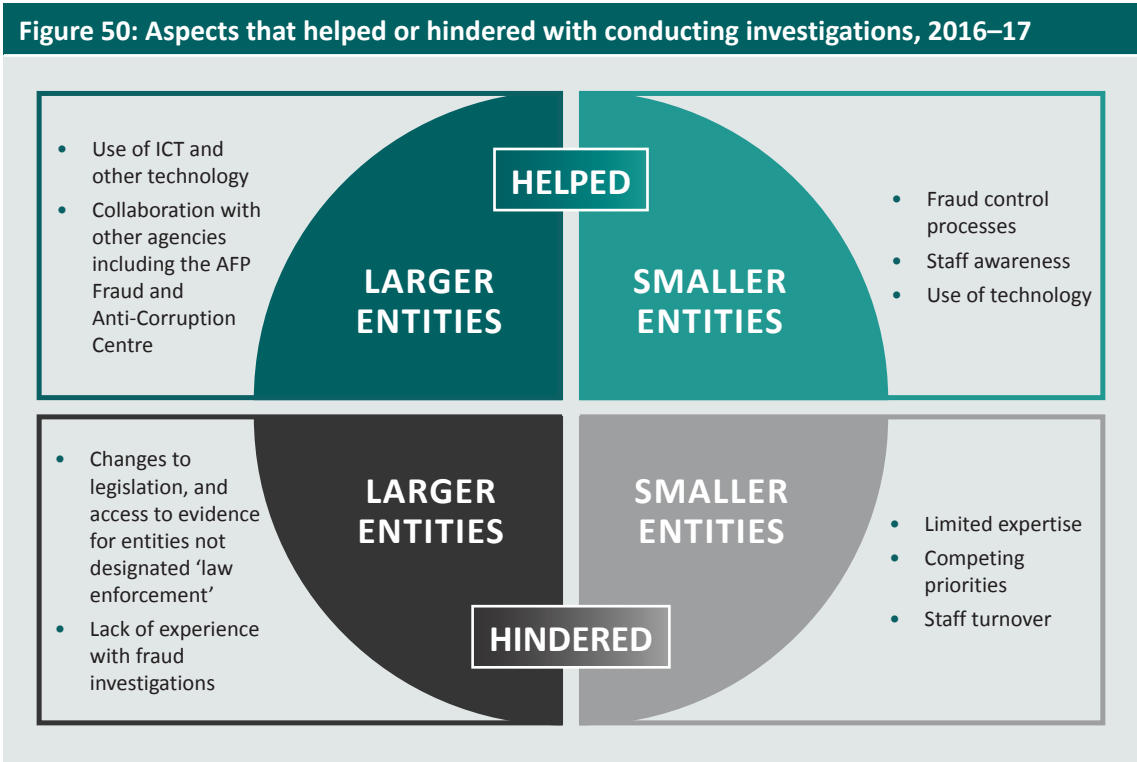 Figure 50: Aspects that helped or hindered with conducting investigations, 2016–17
• Use of ICT and
other technology
• Collaboration with
other agencies
including the AFP
Fraud and
Anti-Corruption
Centre
HELPED
LARGER
ENTITIES
SMALLER
ENTITIES
• Fraud control
processes
• Staff awareness
• Use of technology
• Changes to
legislation, and
access to evidence
for entities not
designated ‘law
enforcement’
• Lack of experience
with fraud
investigations
LARGER
ENTITIES
SMALLER
ENTITIES
HINDERED
• Limited expertise
• Competing
priorities
• Staff turnover